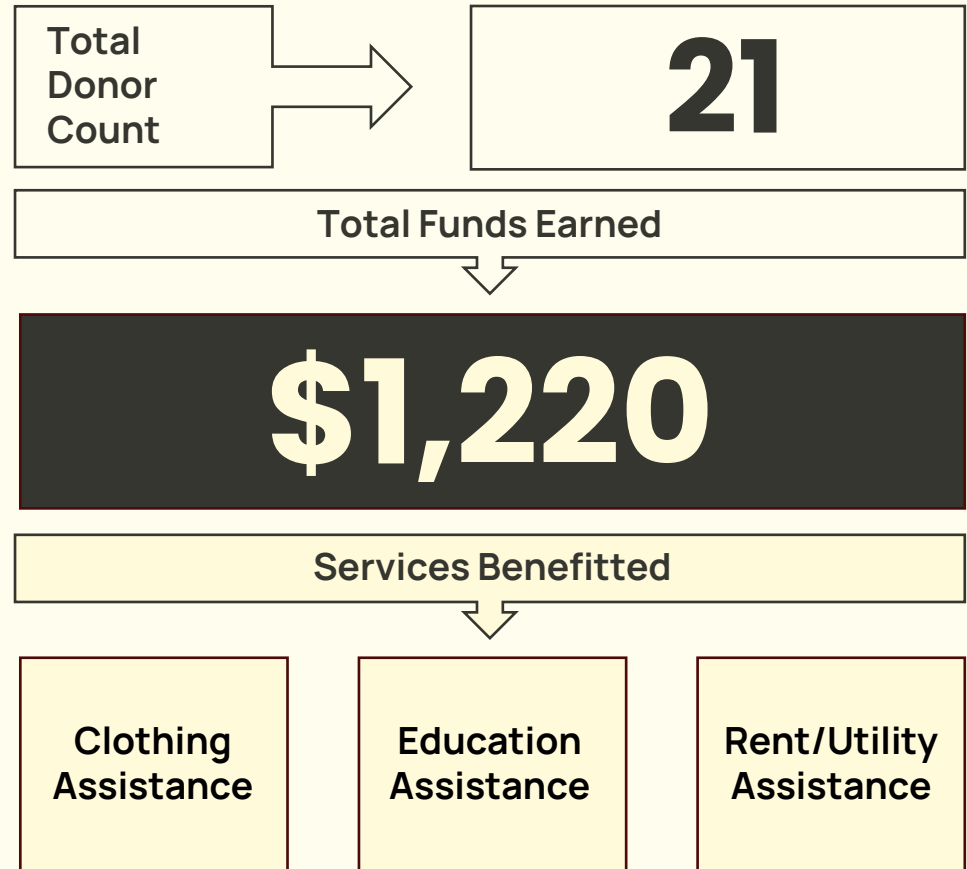 Total
Donor
Count
21
Total Funds Earned
$1,220
Services Benefitted
Clothing
Assistance
Education
Assistance
Rent/Utility
Assistance